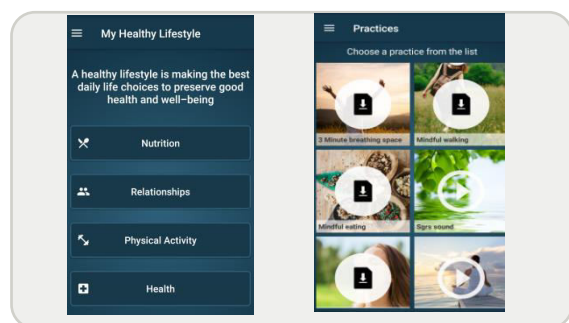 My Healthy Lifestyle
A healthy lifestyle is making the best
daily life choices to preserve good
health and well-being
Nutrition
Relationships
Physical Activity
Health
Practices
Choose a practice from the list
3 Minute breathing space
Mindful walking
Mindful eating
Sgrs sound